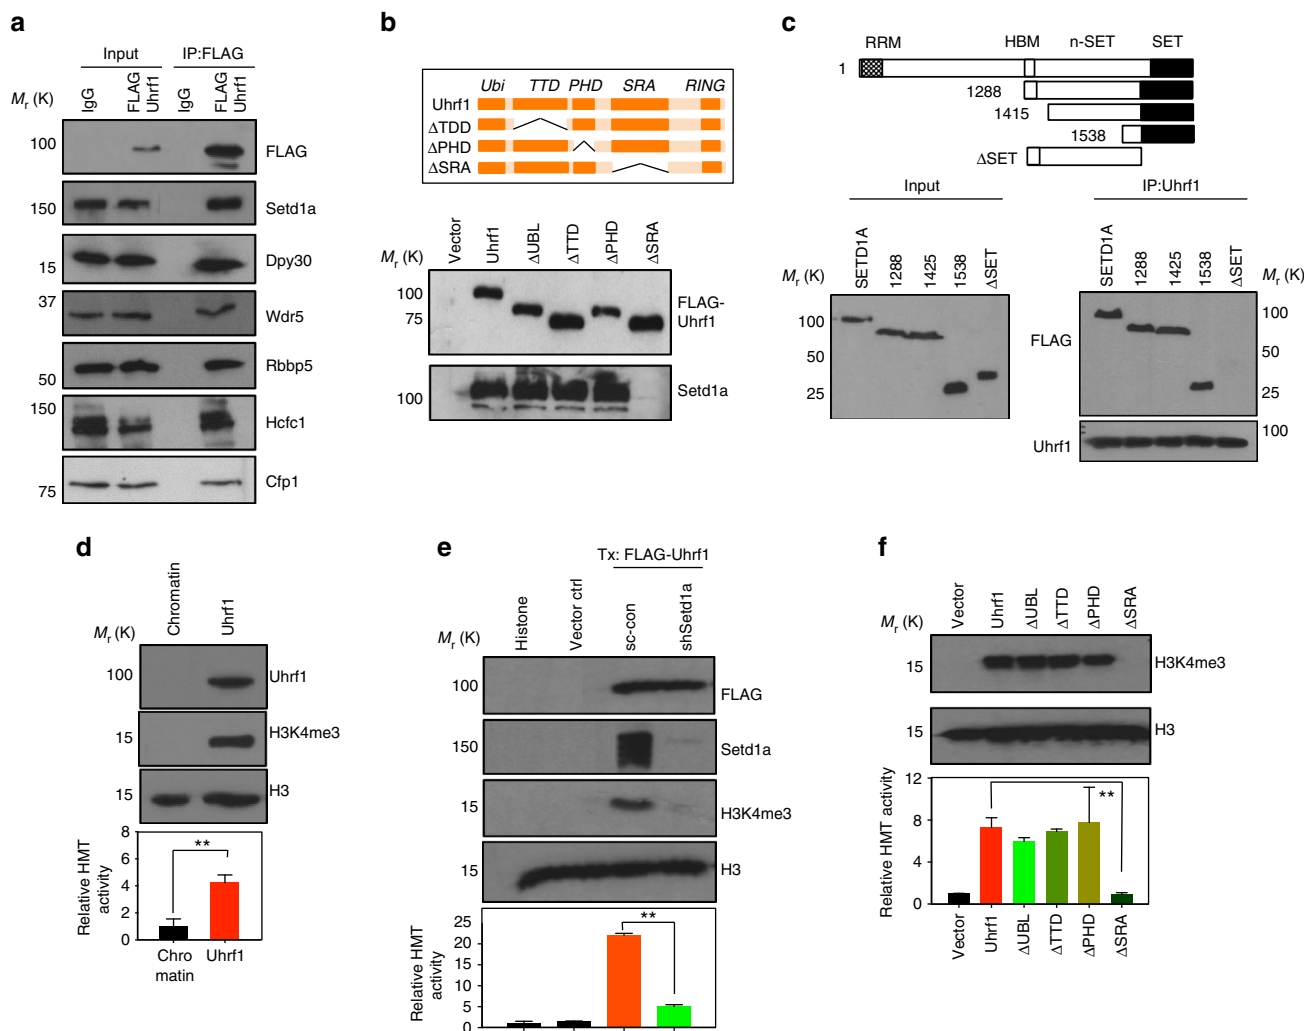 a
Input
IP:FLAG
Mr (K)
IgG
FLAG
Uhrf1
IgG
FLAG
Uhrf1
100
FLAG
150
Setd1a
15
Dpy30
37
Wdr5
50
Rbbp5
150
Hcfc1
75
Cfp1
b
Ubi
TTD
PHD
SRA
RING
Uhrf1
ΔTDD
ΔPHD
ΔSRA
Mr (K)
Vector
Uhrf1
ΔUBL
ΔTTD
ΔPHD
ΔSRA
100
75
FLAG-
Uhrf1
100
Setd1a
c
RRM
HBM
n-SET
SET
1
1288
1415
1538
ΔSET
Input
IP:Uhrf1
Mr (K)
SETD1A
1288
1425
1538
ΔSET
SETD1A
1288
1425
1538
ΔSET
Mr (K)
100
50
25
FLAG
100
50
25
Uhrf1
100
d
Mr (K)
Chromatin
Uhrf1
100
Uhrf1
15
H3K4me3
15
H3
Relative HMT
activity
8
6
4
2
0
**
Chro
matin
Uhrf1
e
Tx: FLAG-Uhrf1
Mr (K)
Histone
Vector ctrl
sc-con
shSetd1a
100
FLAG
150
Setd1a
15
H3K4me3
15
H3
Relative HMT
activity
25
20
15
10
5
0
**
f
Mr (K)
Vector
Uhrf1
ΔUBL
ΔTTD
ΔPHD
ΔSRA
15
H3K4me3
15
H3
Relative HMT activity
12
8
4
0
**
Vector
Uhrf1
ΔUBL
ΔTTD
ΔPHD
ΔSRA